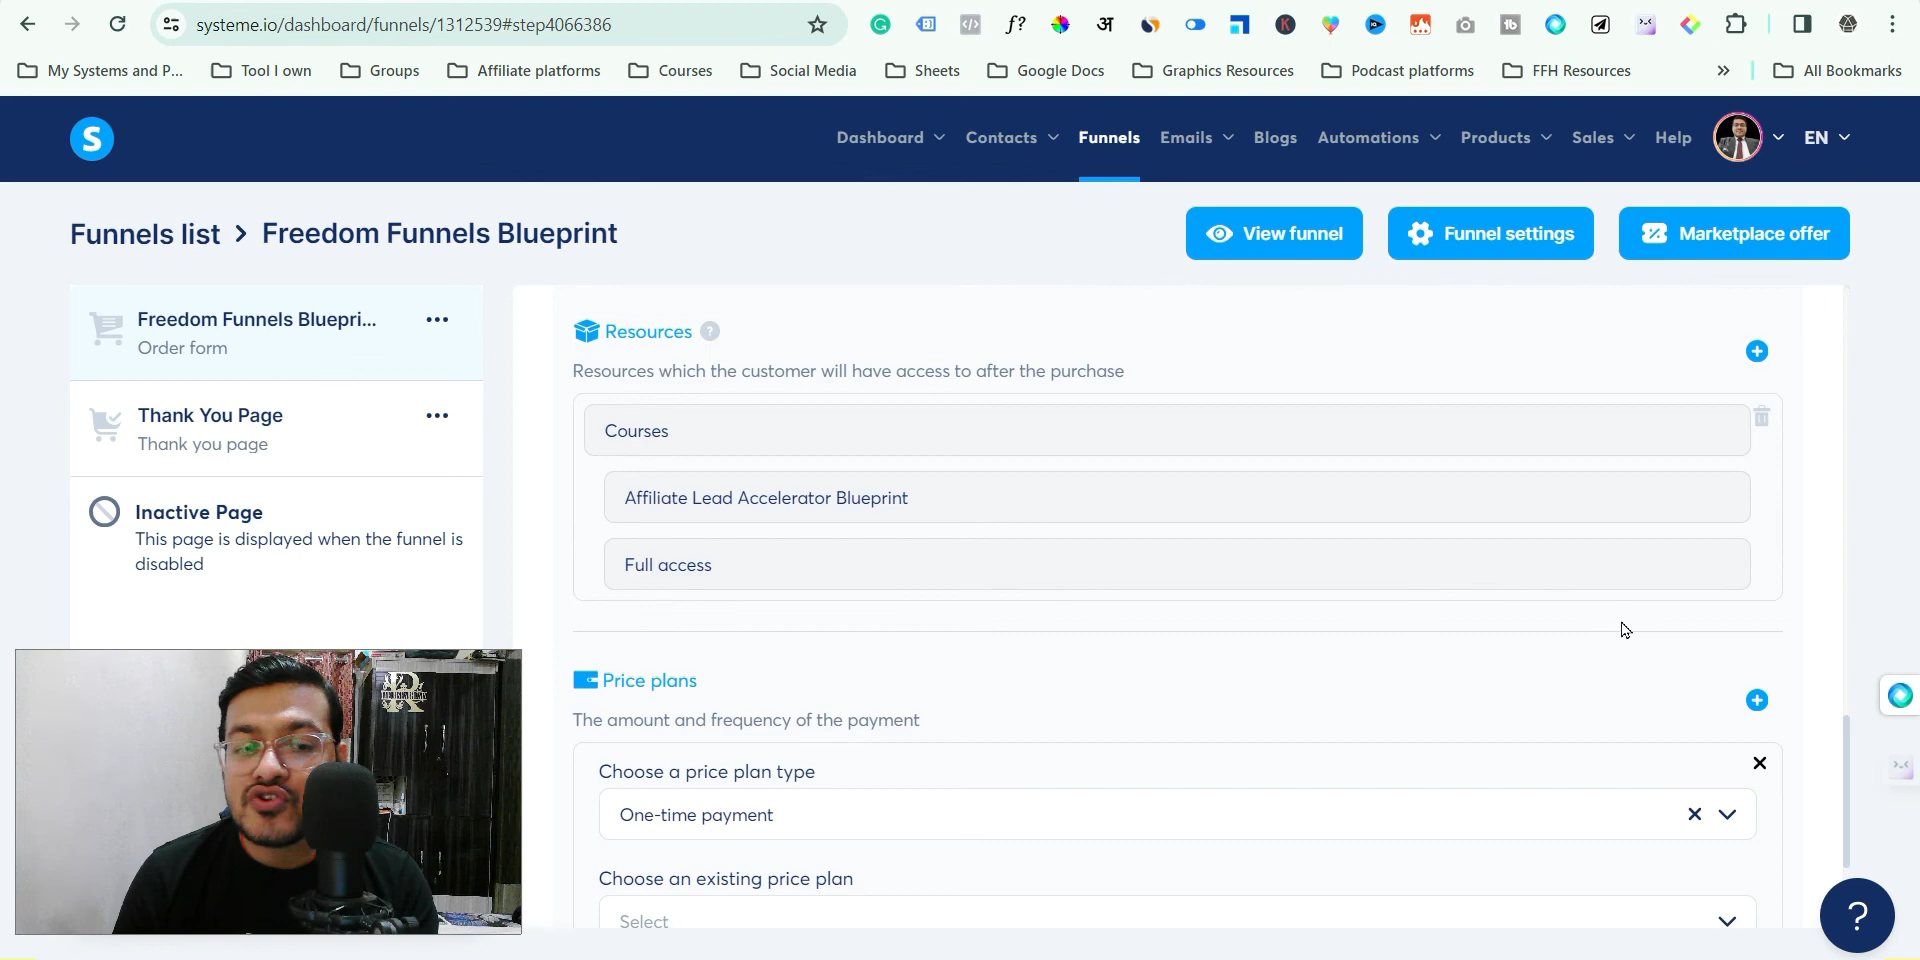 systeme.io/dashboard/funnels/1312539#step4066386
My Systems and P...
Tool I own
Groups
Affiliate platforms
Courses
Social Media
Sheets
Google Docs
Graphics Resources
Podcast platforms
FFH Resources
»
All Bookmarks
S
Dashboard
Contacts
Funnels
Emails
Blogs
Automations
Products
Sales
Help
EN
Funnels list > Freedom Funnels Blueprint
View funnel
Funnel settings
Marketplace offer
Freedom Funnels Bluepri...
Order form
Thank You Page
Thank you page
Inactive Page
This page is displayed when the funnel is
disabled
Resources ?
Resources which the customer will have access to after the purchase
Courses
Affiliate Lead Accelerator Blueprint
Full access
Price plans
The amount and frequency of the payment
Choose a price plan type
One-time payment
Choose an existing price plan
Select
?